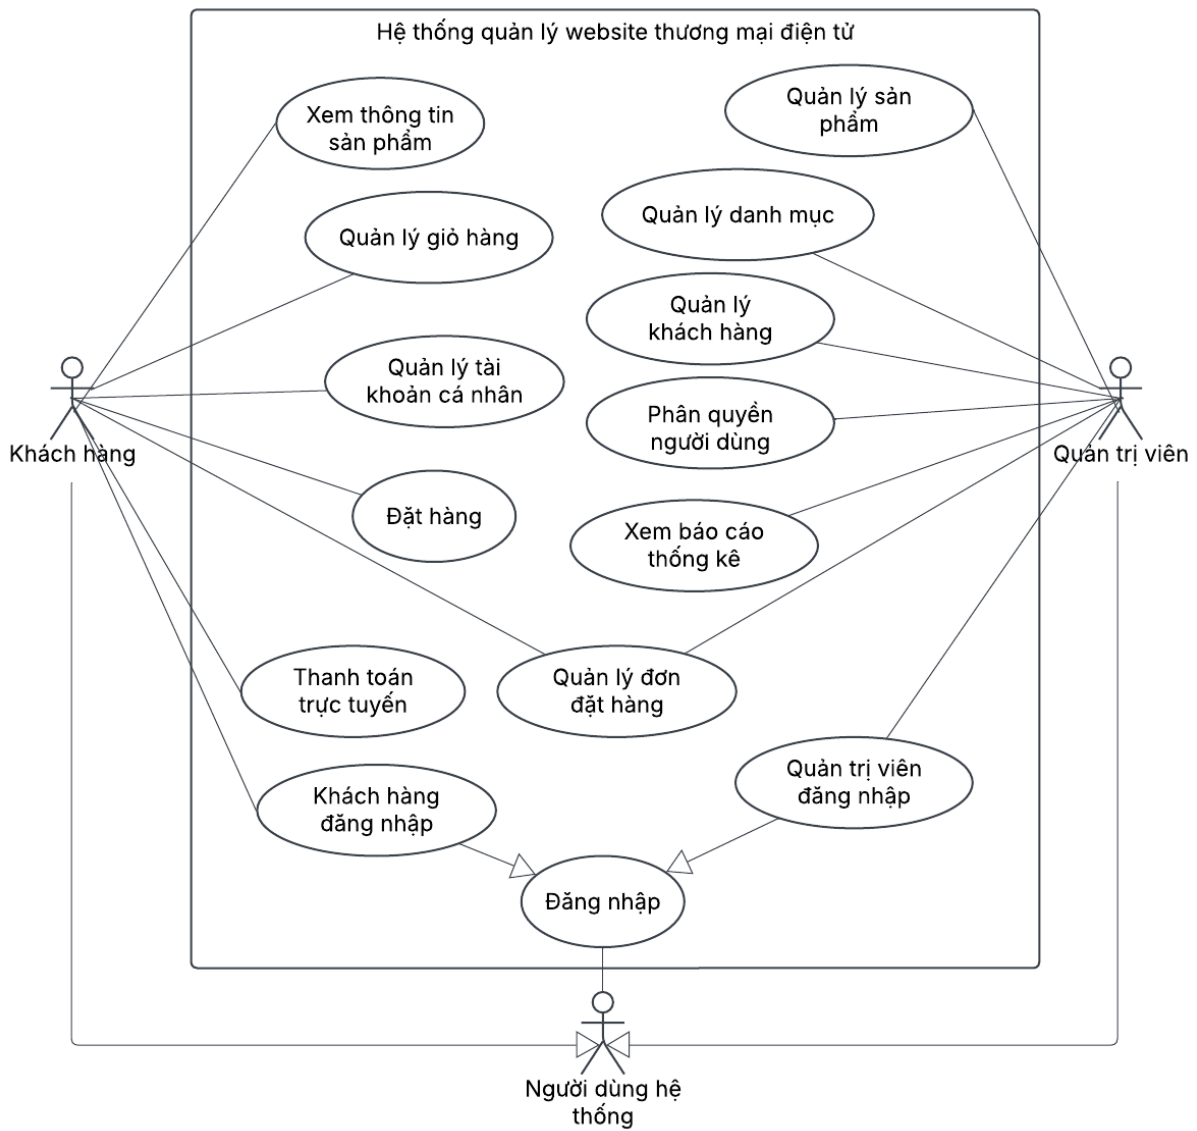 Hệ thống quản lý website thương mại điện tử
Xem thông tin
sản phẩm
Quản lý sản
phẩm
Quản lý giỏ hàng
Quản lý danh mục
Quản lý
khách hàng
Quản lý tài
khoản cá nhân
Phân quyền
người dùng
Khách hàng
Quản trị viên
Đặt hàng
Xem báo cáo
thống kê
Thanh toán
trực tuyến
Quản lý đơn
đặt hàng
Khách hàng
đăng nhập
Quản trị viên
đăng nhập
Đăng nhập
Người dùng hệ
thống